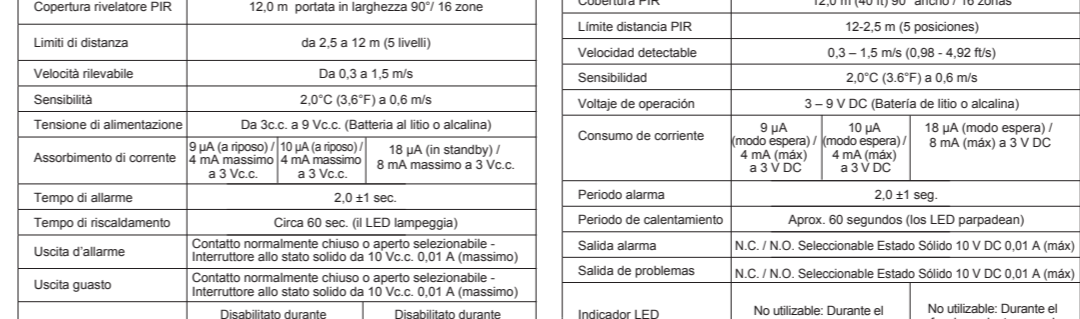 Copertura rivelatore PIR
12,0 m portata in larghezza 90°/ 16 zone
Limiti di distanza
da 2,5 a 12 m (5 livelli)
Velocità rilevabile
Da 0,3 a 1,5 m/s
Sensibilità
2,0°C (3,6°F) a 0,6 m/s
Tensione di alimentazione
Da 3c.c. a 9 Vc.c. (Batteria al litio o alcalina)
Assorbimento di corrente
9 µA (a riposo) /
4 mA massimo
a 3 Vc.c.
10 µA (a riposo) /
4 mA massimo
a 3 Vc.c.
18 µA (in standby) /
8 mA massimo a 3 Vc.c.
Tempo di allarme
2,0 ±1 sec.
Tempo di riscaldamento
Circa 60 sec. (il LED lampeggia)
Uscita d'allarme
Contatto normalmente chiuso o aperto selezionabile -
Interruttore allo stato solido da 10 Vc.c. 0,01 A (massimo)
Uscita guasto
Contatto normalmente chiuso o aperto selezionabile -
Interruttore allo stato solido da 10 Vc.c. 0,01 A (massimo)
Disabilitato durante
Disabilitato durante
Cobertura PIR
12,0 m (40 ft) 90° ancho / 16 zonas
Límite distancia PIR
12-2,5 m (5 posiciones)
Velocidad detectable
0,3 – 1,5 m/s (0,98 - 4,92 ft/s)
Sensibilidad
2,0°C (3.6°F) a 0,6 m/s
Voltaje de operación
3 – 9 V DC (Batería de litio o alcalina)
Consumo de corriente
9 µA
(modo espera) /
4 mA (máx)
a 3 V DC
10 µA
(modo espera) /
4 mA (máx)
a 3 V DC
18 µA (modo espera) /
8 mA (máx) a 3 V DC
Periodo alarma
2,0 ±1 seg.
Periodo de calentamiento
Aprox. 60 segundos (los LED parpadean)
Salida alarma
N.C. / N.O. Seleccionable Estado Sólido 10 V DC 0,01 A (máx)
Salida de problemas
N.C. / N.O. Seleccionable Estado Sólido 10 V DC 0,01 A (máx)
Indicador LED
No utilizable: Durante el
No utilizable: Durante el